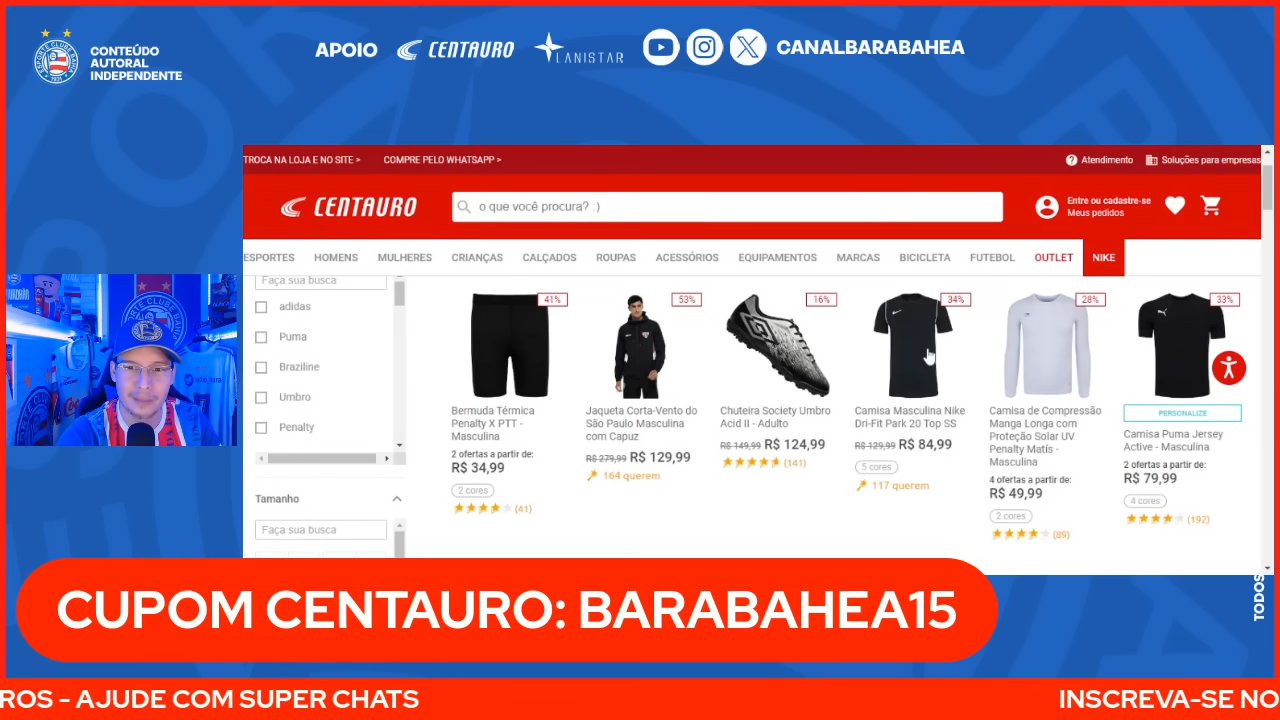 CONTEÚDO
AUTORAL
INDEPENDENTE
APOIO
CENTAURO
LANISTAR
CANALBARABAHEA
TROCA NA LOJA E NO SITE >
COMPRE PELO WHATSAPP >
Atendimento
Soluções para empresas
CENTAURO
o que você procura? :)
Entre ou cadastre-se
Meus pedidos
ESPORTES
HOMENS
MULHERES
CRIANÇAS
CALÇADOS
ROUPAS
ACESSÓRIOS
EQUIPAMENTOS
MARCAS
BICICLETA
FUTEBOL
OUTLET
NIKE
Faça sua busca
adidas
Puma
Braziline
Umbro
Penalty
Tamanho
Faça sua busca
41%
Bermuda Térmica
Penalty X PTT -
Masculina
2 ofertas a partir de:
R$ 34,99
2 cores
(41)
53%
Jaqueta Corta-Vento do
São Paulo Masculina
com Capuz
R$ 279,99 R$ 129,99
164 querem
16%
Chuteira Society Umbro
Acid II - Adulto
R$ 149,99 R$ 124,99
(141)
34%
Camisa Masculina Nike
Dri-Fit Park 20 Top SS
R$ 129,99 R$ 84,99
5 cores
117 querem
28%
Camisa de Compressão
Manga Longa com
Proteção Solar UV
Penalty Matís -
Masculina
4 ofertas a partir de:
R$ 49,99
2 cores
(89)
33%
PERSONALIZE
Camisa Puma Jersey
Active - Masculina
2 ofertas a partir de:
R$ 79,99
4 cores
(192)
TODOS
CUPOM CENTAURO: BARABAHEA15
ROS - AJUDE COM SUPER CHATS
INSCREVA-SE NO